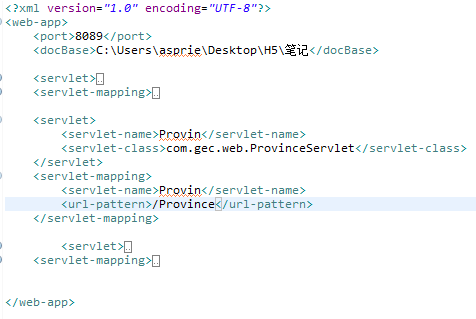 <?xml version="1.0" encoding="UTF-8"?>
<web-app>
<port>8089</port>
<docBase>C:\Users\asprie\Desktop\H5\笔记</docBase>
<servlet>
<servlet-mapping>
<servlet>
<servlet-name>Provin</servlet-name>
<servlet-class>com.gec.web.ProvinceServlet</servlet-class>
</servlet>
<servlet-mapping>
<servlet-name>Provin</servlet-name>
<url-pattern>/Province</url-pattern>
</servlet-mapping>
<servlet>
<servlet-mapping>
</web-app>